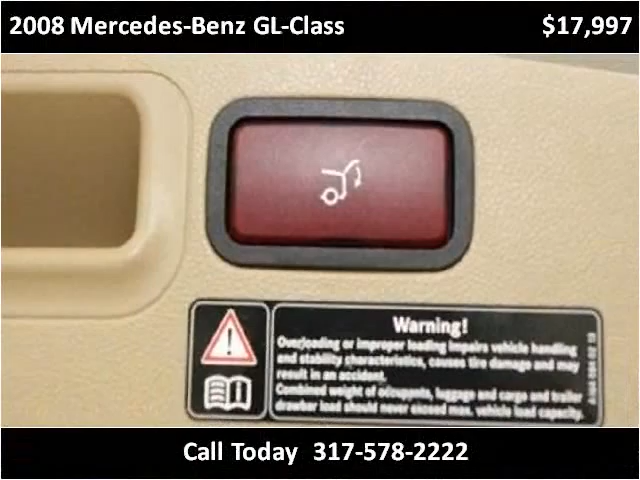 2008 Mercedes-Benz GL-Class $17,997
Warning!
Overloading or improper loading impairs vehicle handling
and stability characteristics, causes tire damage and may
result in an accident.
Combined weight of occupants, luggage and cargo and trailer
drawbar load should never exceed max. vehicle load capacity.
Call Today 317-578-2222